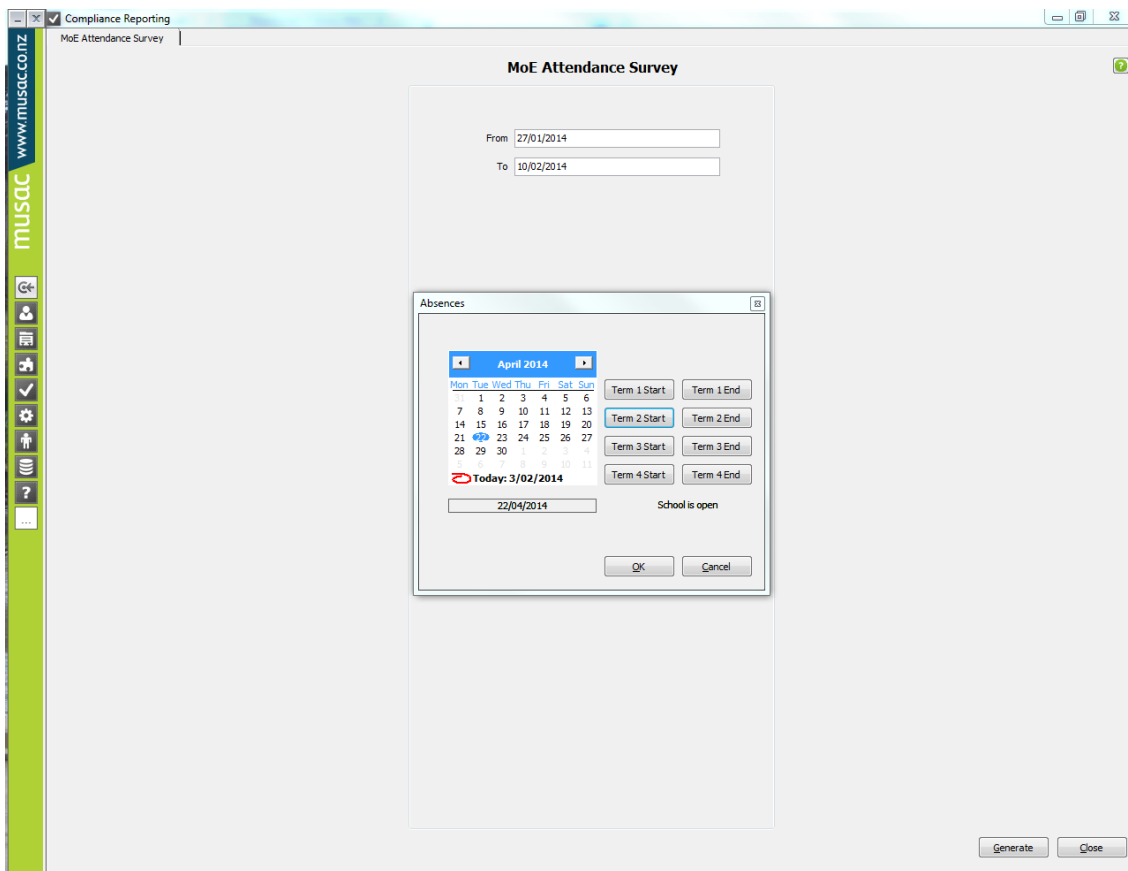 Compliance Reporting
MoE Attendance Survey
www.musac.co.nz
musac
MoE Attendance Survey
?
From 27/01/2014
To 10/02/2014
Absences
April 2014
Mon Tue Wed Thu Fri Sat Sun
31 1 2 3 4 5 6
7 8 9 10 11 12 13
14 15 16 17 18 19 20
21 22 23 24 25 26 27
28 29 30 1 2 3 4
5 6 7 8 9 10 11
Today: 3/02/2014
22/04/2014
Term 1 Start Term 1 End
Term 2 Start Term 2 End
Term 3 Start Term 3 End
Term 4 Start Term 4 End
School is open
OK Cancel
?
...
Generate Close